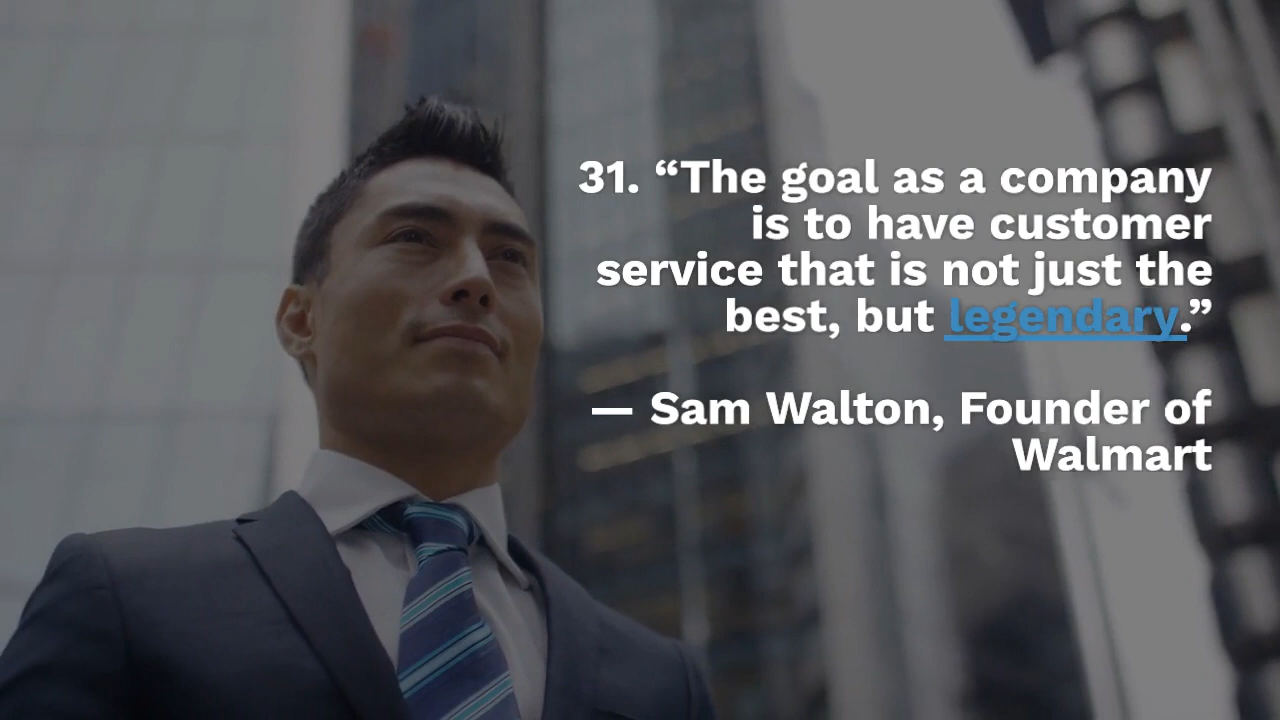 31. “The goal as a company
is to have customer
service that is not just the
best, but legendary.”
— Sam Walton, Founder of
Walmart